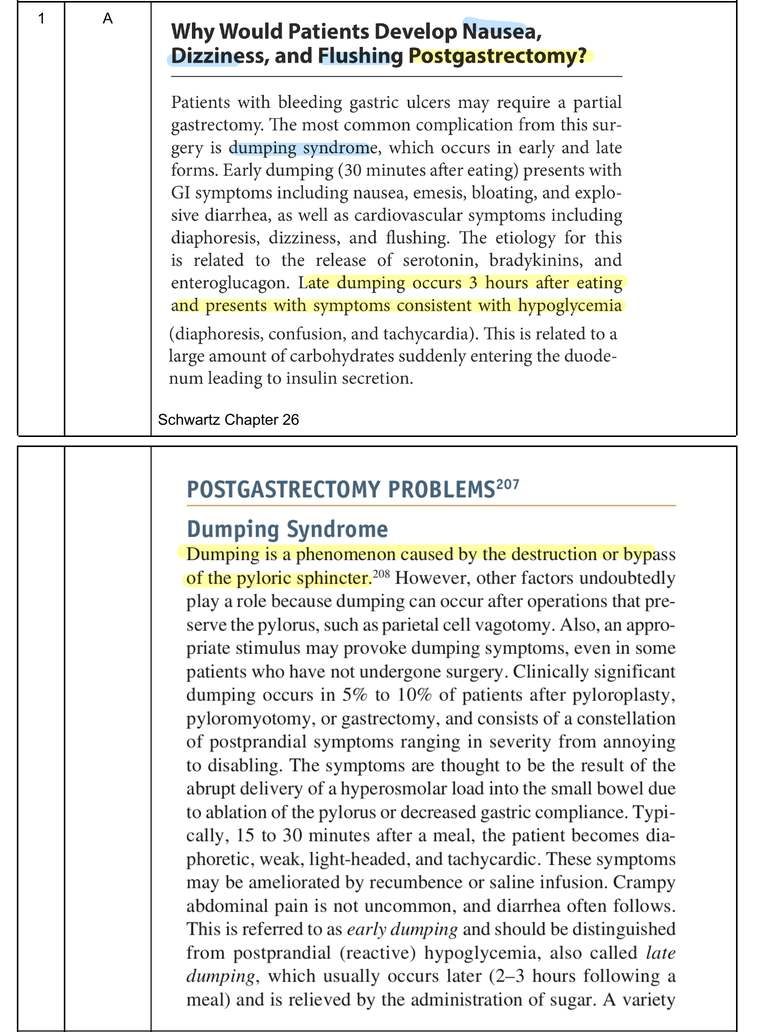 1
A
Why Would Patients Develop Nausea,
Dizziness, and Flushing Postgastrectomy?
Patients with bleeding gastric ulcers may require a partial
gastrectomy. The most common complication from this sur-
gery is dumping syndrome, which occurs in early and late
forms. Early dumping (30 minutes after eating) presents with
GI symptoms including nausea, emesis, bloating, and explo-
sive diarrhea, as well as cardiovascular symptoms including
diaphoresis, dizziness, and flushing. The etiology for this
is related to the release of serotonin, bradykinins, and
enteroglucagon. Late dumping occurs 3 hours after eating
and presents with symptoms consistent with hypoglycemia
(diaphoresis, confusion, and tachycardia). This is related to a
large amount of carbohydrates suddenly entering the duode-
num leading to insulin secretion.
Schwartz Chapter 26
POSTGASTRECTOMY PROBLEMS207
Dumping Syndrome
Dumping is a phenomenon caused by the destruction or bypass
of the pyloric sphincter.208 However, other factors undoubtedly
play a role because dumping can occur after operations that pre-
serve the pylorus, such as parietal cell vagotomy. Also, an appro-
priate stimulus may provoke dumping symptoms, even in some
patients who have not undergone surgery. Clinically significant
dumping occurs in 5% to 10% of patients after pyloroplasty,
pyloromyotomy, or gastrectomy, and consists of a constellation
of postprandial symptoms ranging in severity from annoying
to disabling. The symptoms are thought to be the result of the
abrupt delivery of a hyperosmolar load into the small bowel due
to ablation of the pylorus or decreased gastric compliance. Typi-
cally, 15 to 30 minutes after a meal, the patient becomes dia-
phoretic, weak, light-headed, and tachycardic. These symptoms
may be ameliorated by recumbence or saline infusion. Crampy
abdominal pain is not uncommon, and diarrhea often follows.
This is referred to as early dumping and should be distinguished
from postprandial (reactive) hypoglycemia, also called late
dumping, which usually occurs later (2–3 hours following a
meal) and is relieved by the administration of sugar. A variety